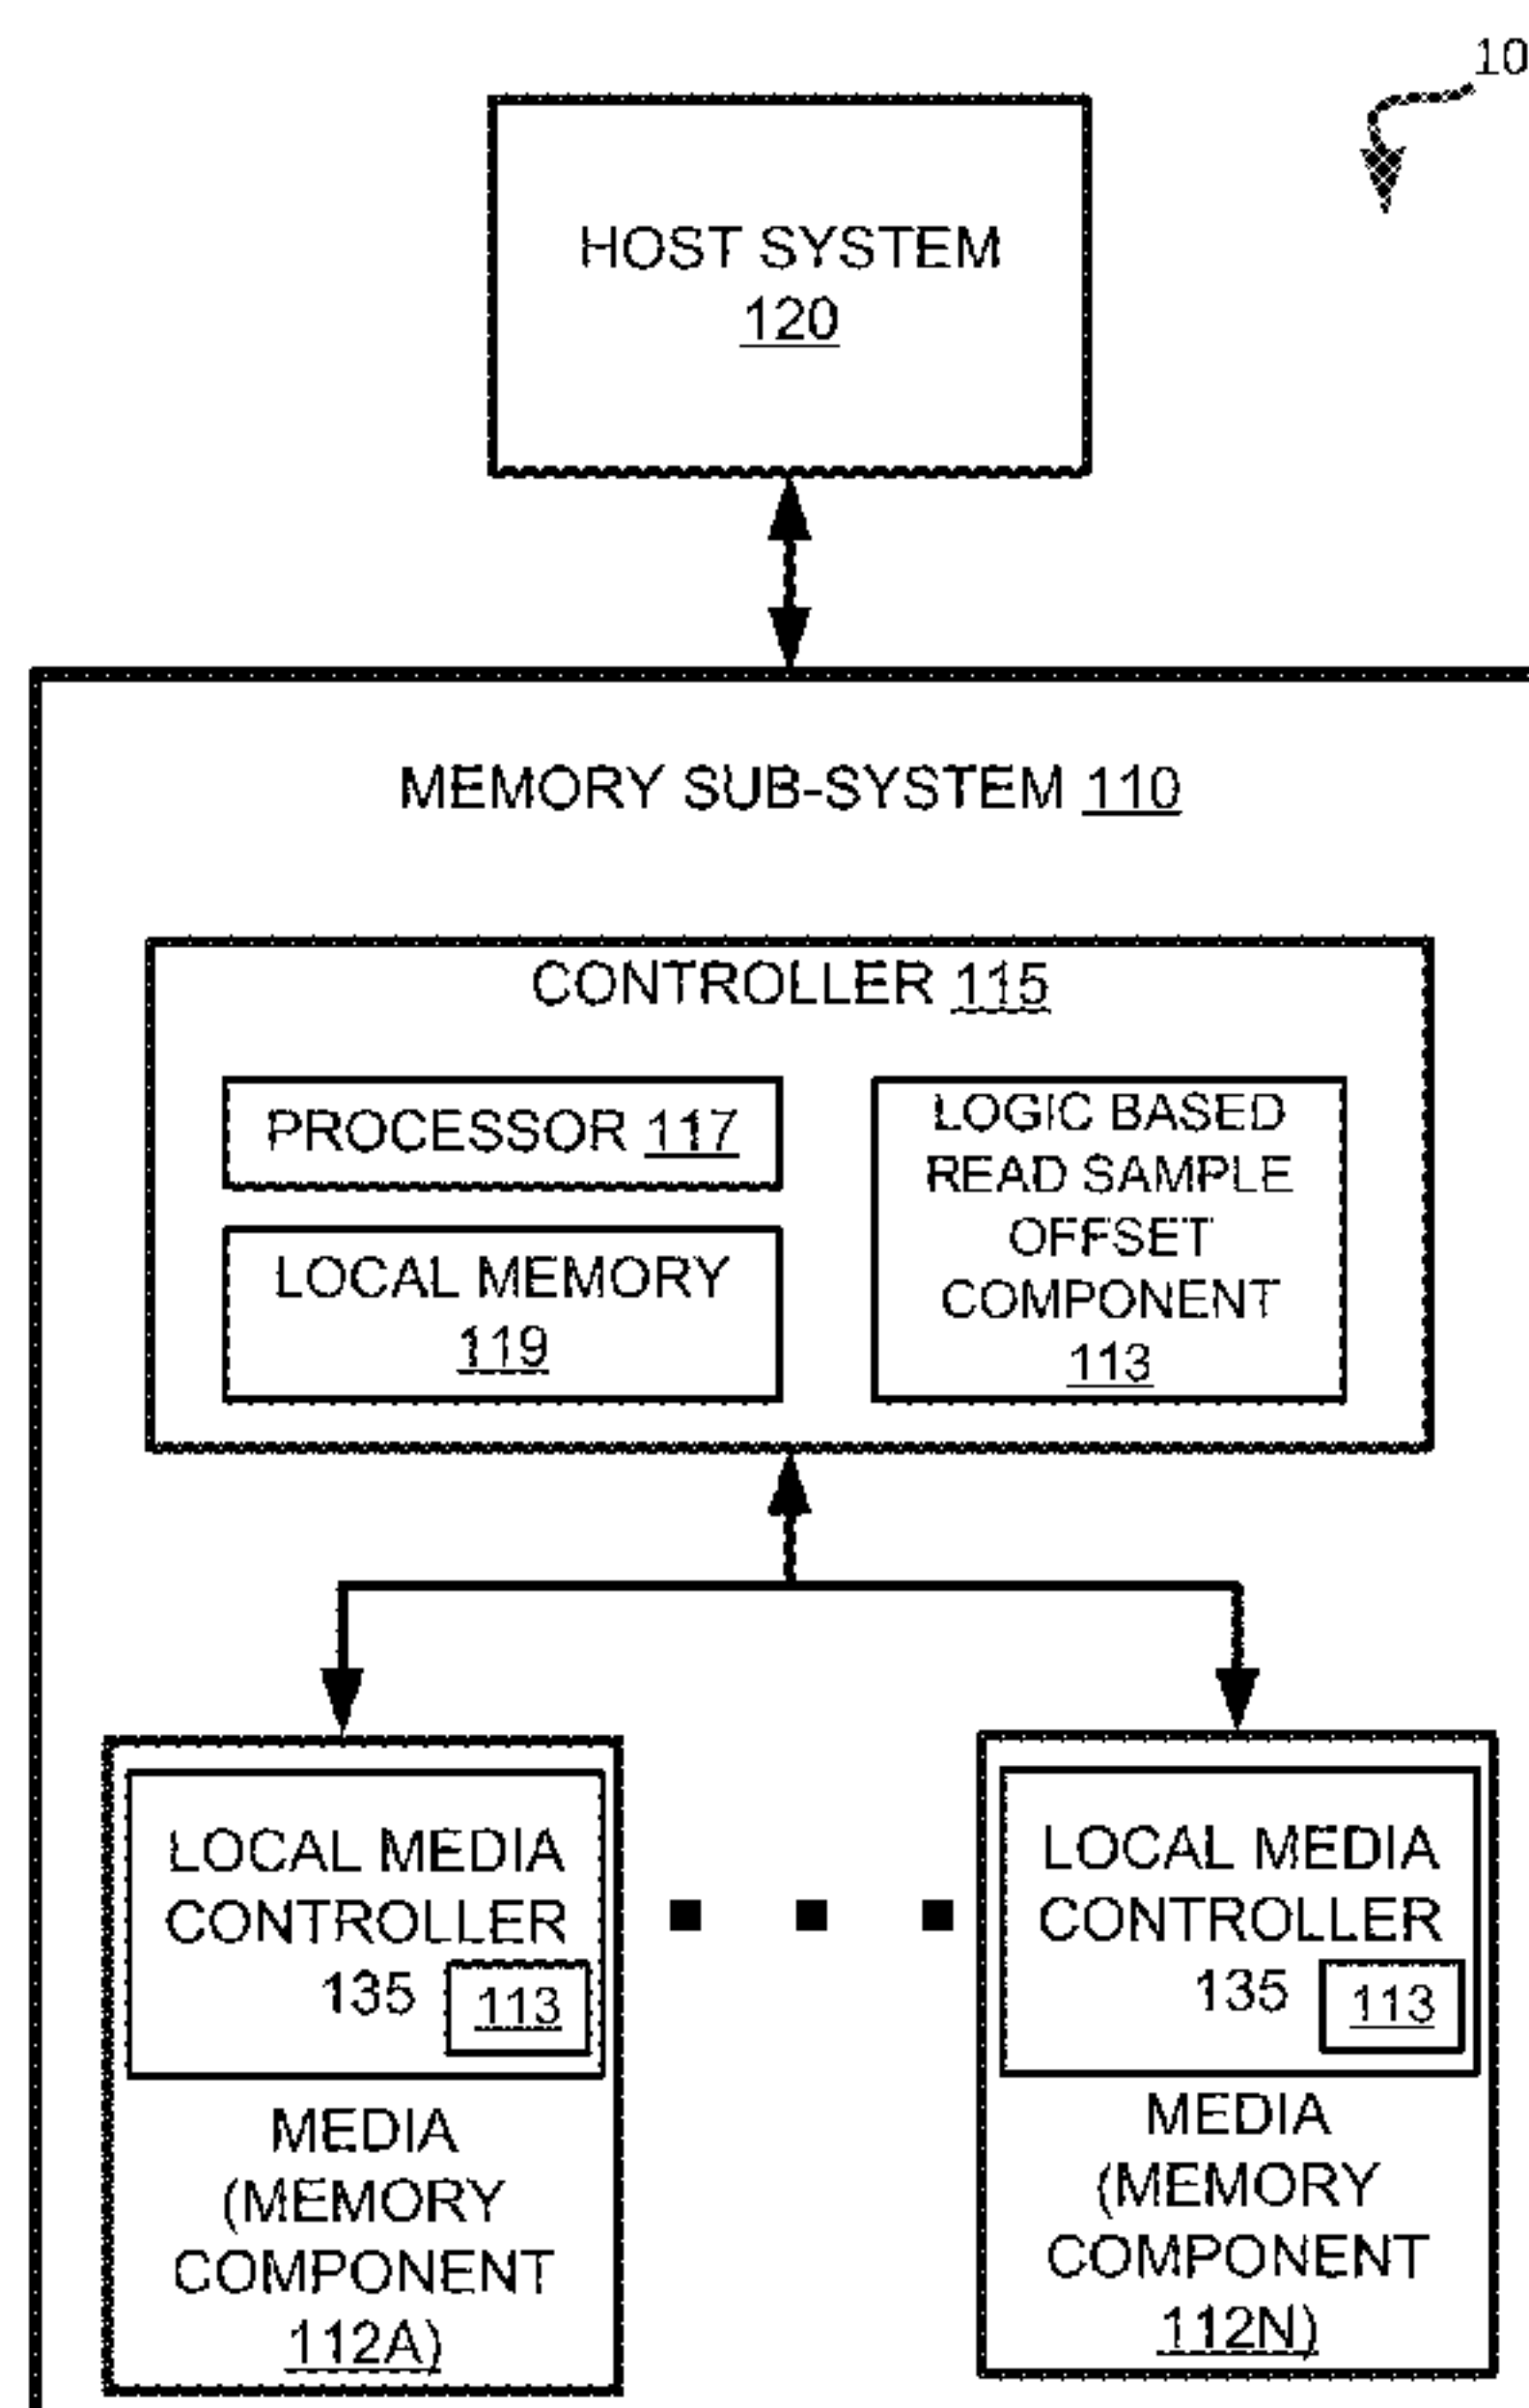 10
HOST SYSTEM
120
MEMORY SUB-SYSTEM 110
CONTROLLER 115
PROCESSOR 117
LOCAL MEMORY
119
LOGIC BASED
READ SAMPLE
OFFSET
COMPONENT
113
LOCAL MEDIA
CONTROLLER
135
113
MEDIA
(MEMORY
COMPONENT
112A)
LOCAL MEDIA
CONTROLLER
135
113
MEDIA
(MEMORY
COMPONENT
112N)